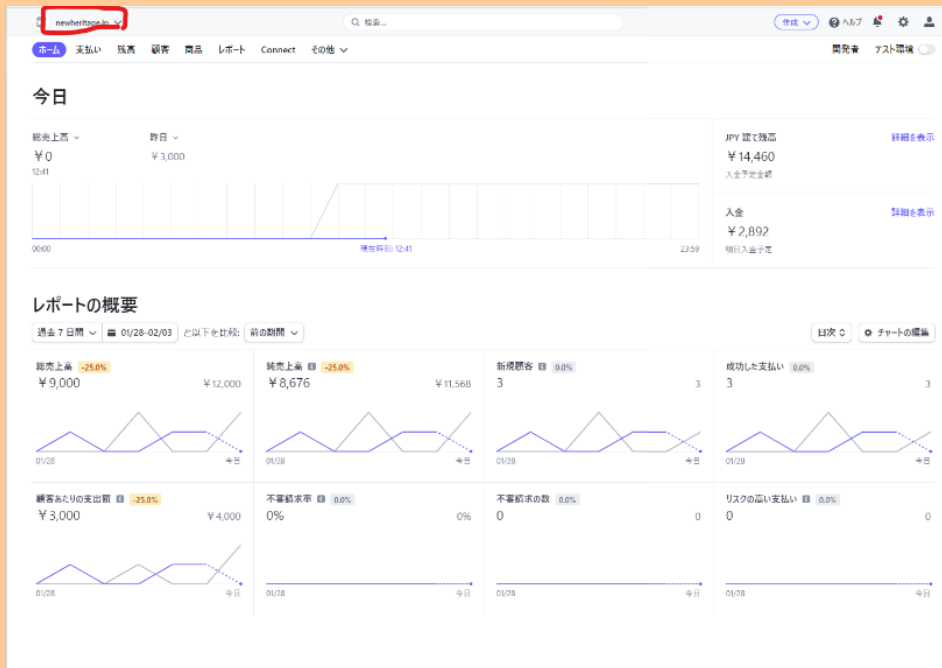 newheritage.jp
検索...
作成
ヘルプ
ホーム 支払い 残高 顧客 商品 レポート Connect その他
開発者 テスト環境
今日
総売上高
¥0
12:41
昨日
¥3,000
00:00
現在時刻: 12:41
23:59
JPY 建て残高
詳細を表示
¥14,460
入金予定金額
入金
詳細を表示
¥2,892
明日入金予定
レポートの概要
過去 7 日間 01/28-02/03 と以下を比較: 前の期間
日次 チャートの編集
総売上高 -25.0%
¥9,000 ¥12,000
01/28 今日
純売上高 -25.0%
¥8,676 ¥11,568
01/28 今日
新規顧客 0.0%
3 3
01/28 今日
成功した支払い 0.0%
3 3
01/28 今日
顧客あたりの支出額 -25.0%
¥3,000 ¥4,000
01/28 今日
不審請求率 0.0%
0% 0%
01/28 今日
不審請求の数 0.0%
0 0
01/28 今日
リスクの高い支払い 0.0%
0 0
01/28 今日